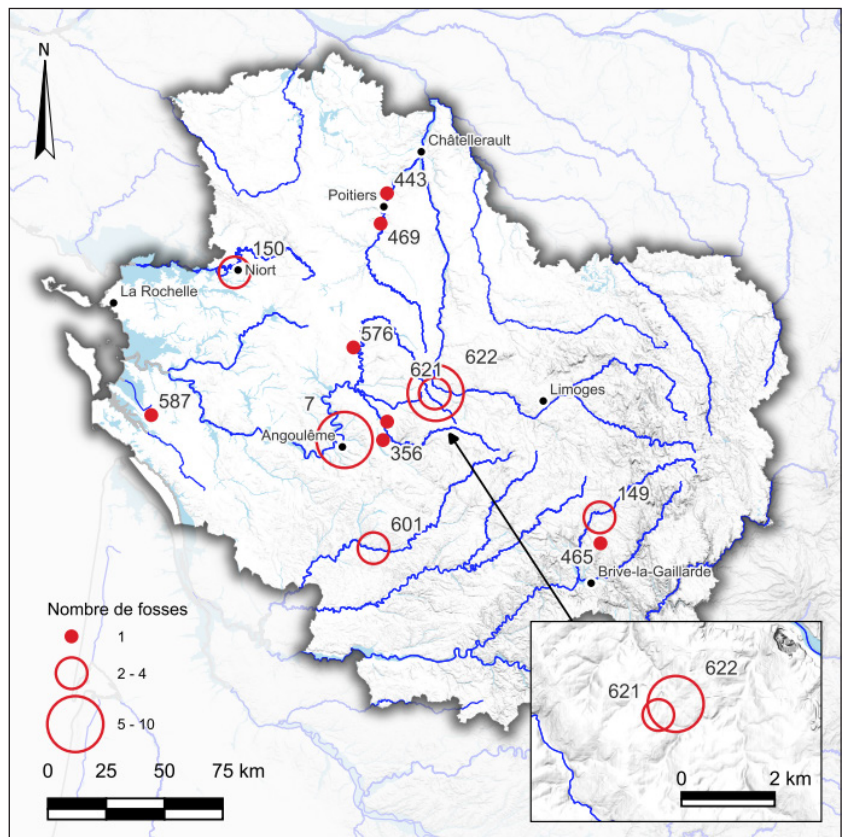 N
Châtellerault
443
Poitiers
469
150
Niort
La Rochelle
576
622
621
587
7
Limoges
Angoulême
356
149
601
465
Brive-la-Gaillarde
Nombre de fosses
1
2 - 4
5 - 10
0 25 50 75 km
622
621
0 2 km